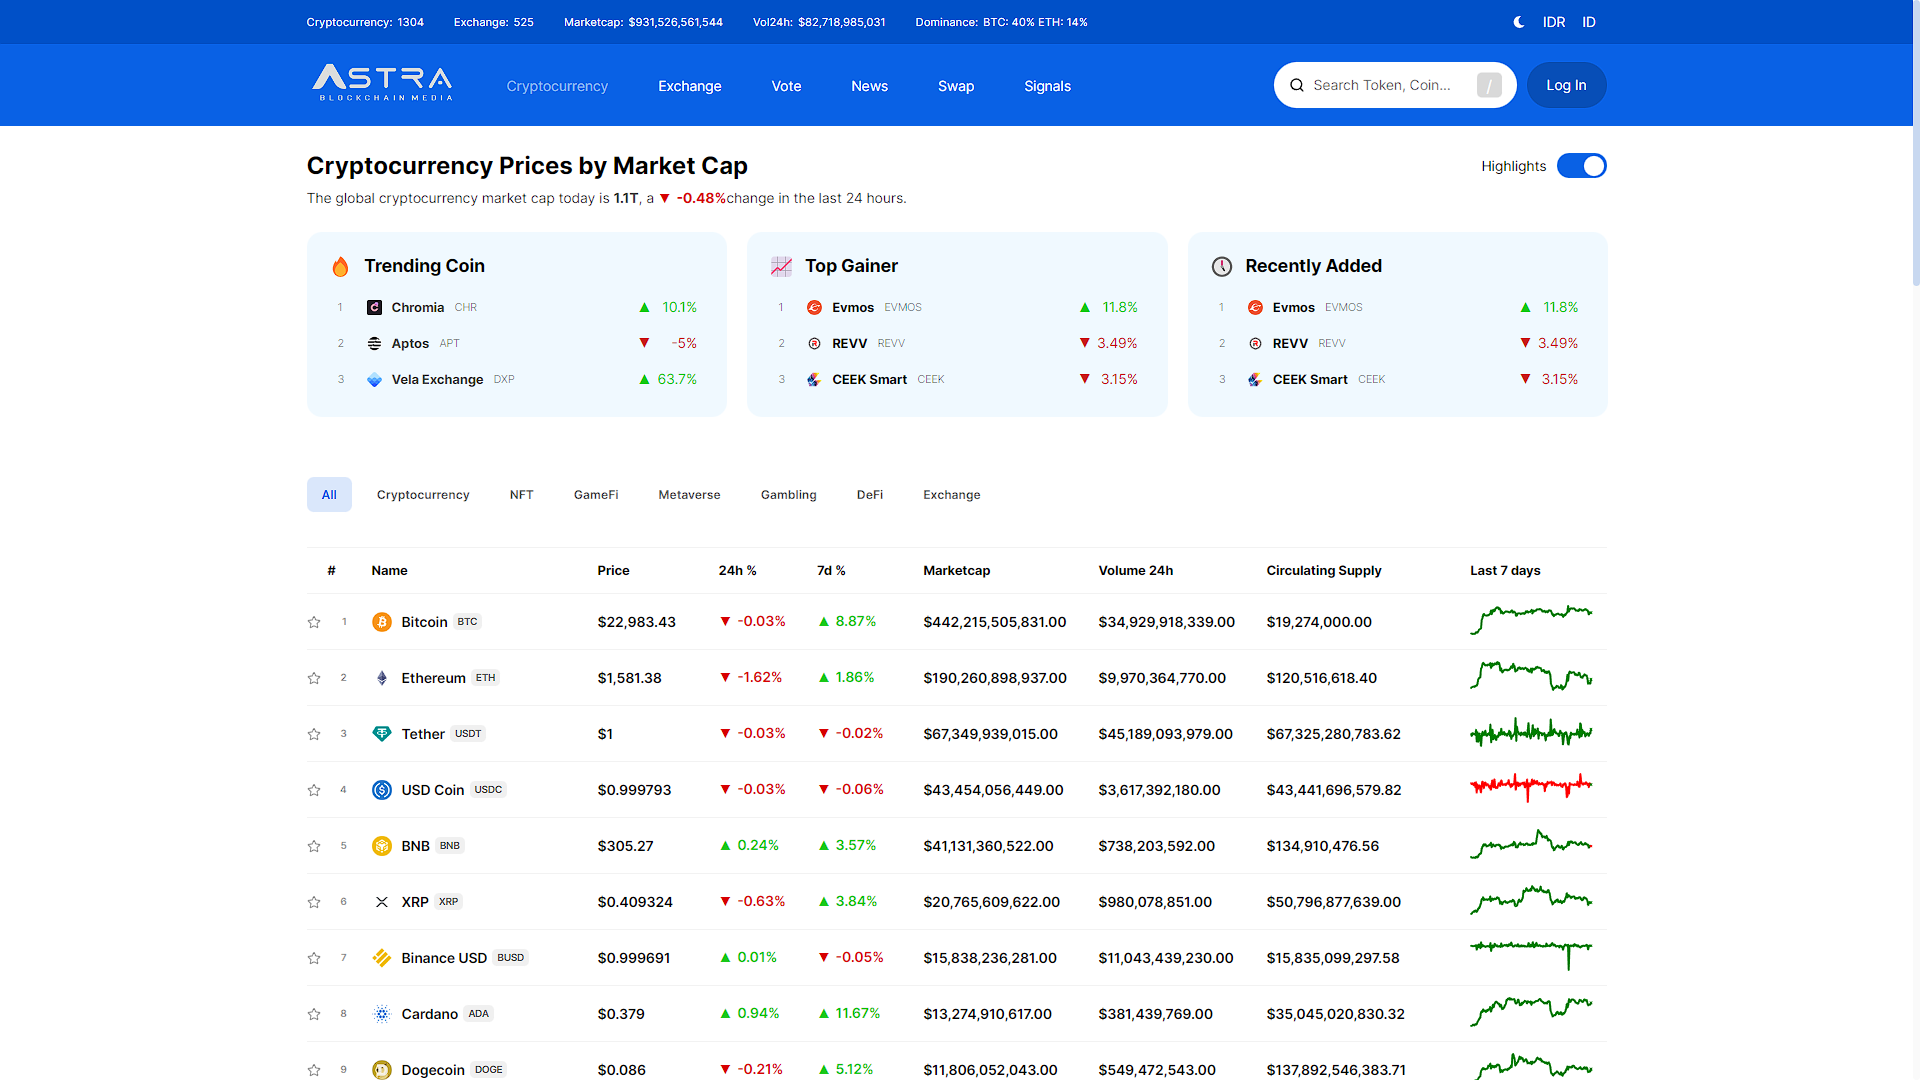 Cryptocurrency: 1304 Exchange: 525 Marketcap: $931,526,561,544 Vol24h: $82,718,985,031 Dominance: BTC: 40% ETH: 14% IDR ID
ASTRA
BLOCKCHAIN MEDIA
Cryptocurrency Exchange Vote News Swap Signals Search Token, Coin... / Log In
Cryptocurrency Prices by Market Cap
Highlights
The global cryptocurrency market cap today is 1.1T, a ▼ -0.48%change in the last 24 hours.
Trending Coin
1 Chromia CHR ▲ 10.1%
2 Aptos APT ▼ -5%
3 Vela Exchange DXP ▲ 63.7%
Top Gainer
1 Evmos EVMOS ▲ 11.8%
2 REVV REVV ▼ 3.49%
3 CEEK Smart CEEK ▼ 3.15%
Recently Added
1 Evmos EVMOS ▲ 11.8%
2 REVV REVV ▼ 3.49%
3 CEEK Smart CEEK ▼ 3.15%
All Cryptocurrency NFT GameFi Metaverse Gambling DeFi Exchange
# Name Price 24h % 7d % Marketcap Volume 24h Circulating Supply Last 7 days
1 Bitcoin BTC $22,983.43 ▼ -0.03% ▲ 8.87% $442,215,505,831.00 $34,929,918,339.00 $19,274,000.00
2 Ethereum ETH $1,581.38 ▼ -1.62% ▲ 1.86% $190,260,898,937.00 $9,970,364,770.00 $120,516,618.40
3 Tether USDT $1 ▼ -0.03% ▼ -0.02% $67,349,939,015.00 $45,189,093,979.00 $67,325,280,783.62
4 USD Coin USDC $0.999793 ▼ -0.03% ▼ -0.06% $43,454,056,449.00 $3,617,392,180.00 $43,441,696,579.82
5 BNB BNB $305.27 ▲ 0.24% ▲ 3.57% $41,131,360,522.00 $738,203,592.00 $134,910,476.56
6 XRP XRP $0.409324 ▼ -0.63% ▲ 3.84% $20,765,609,622.00 $980,078,851.00 $50,796,877,639.00
7 Binance USD BUSD $0.999691 ▲ 0.01% ▼ -0.05% $15,838,236,281.00 $11,043,439,230.00 $15,835,099,297.58
8 Cardano ADA $0.379 ▲ 0.94% ▲ 11.67% $13,274,910,617.00 $381,439,769.00 $35,045,020,830.32
9 Dogecoin DOGE $0.086 ▼ -0.21% ▲ 5.12% $11,806,052,043.00 $549,472,543.00 $137,892,546,383.71